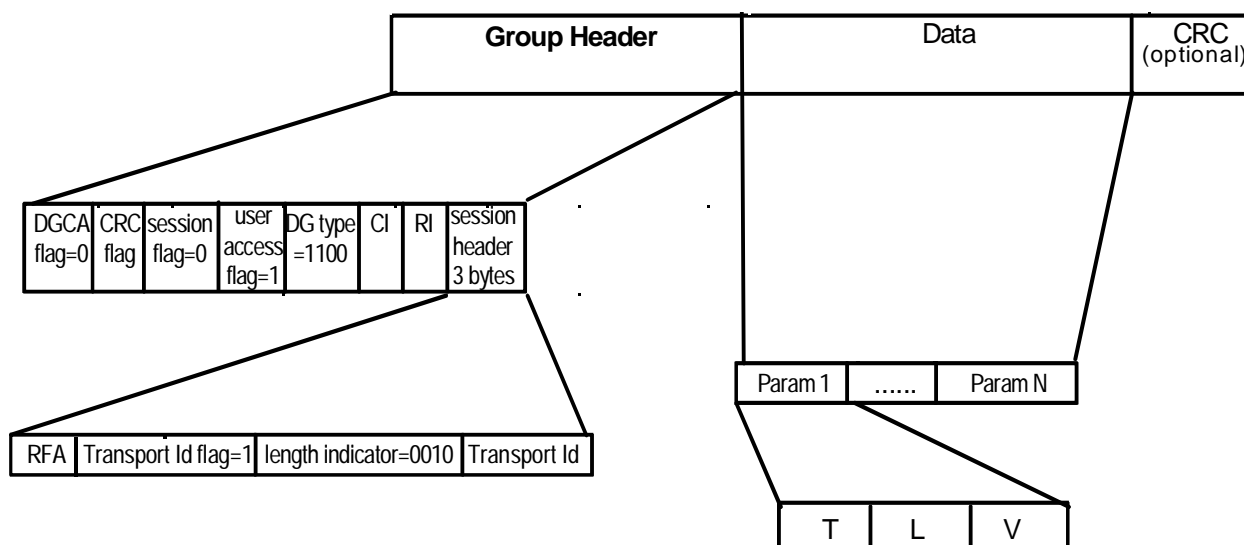 Group Header
Data
CRC
(optional)
DGCA
flag=0
CRC
flag
session
flag=0
user
access
flag=1
DG type
=1100
CI
RI
session
header
3 bytes
Param 1
......
Param N
RFA
Transport Id flag=1
length indicator=0010
Transport Id
T
L
V